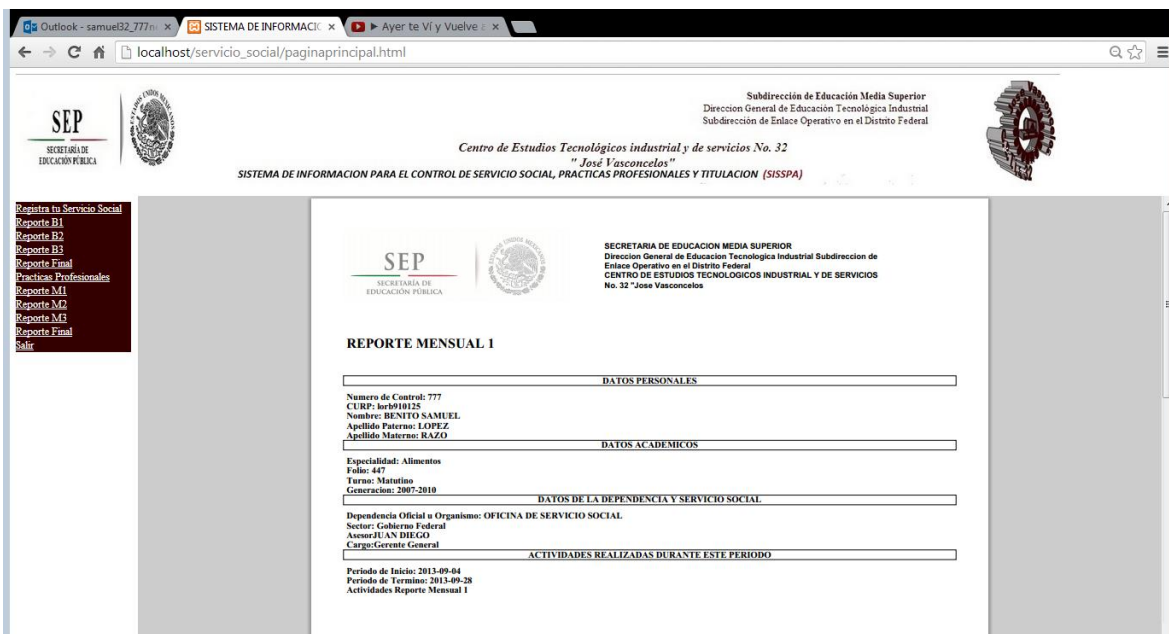 Outlook - samuel32_777
SISTEMA DE INFORMACIÓ
Ayer te Ví y Vuelve
localhost/servicio_social/paginaprincipal.html
SEP
SECRETARÍA DE
EDUCACIÓN PÚBLICA
ESTADOS UNIDOS MEXICANOS
Subdirección de Educación Media Superior
Direccion General de Educación Tecnológica Industrial
Subdirección de Enlace Operativo en el Distrito Federal
Centro de Estudios Tecnológicos industrial y de servicios No. 32
" José Vasconcelos"
SISTEMA DE INFORMACION PARA EL CONTROL DE SERVICIO SOCIAL, PRACTICAS PROFESIONALES Y TITULACION (SISSPA)
Registra tu Servicio Social
Reporte B1
Reporte B2
Reporte B3
Reporte Final
Practicas Profesionales
Reporte M1
Reporte M2
Reporte M3
Reporte Final
Salir
SEP
SECRETARÍA DE
EDUCACIÓN PÚBLICA
SECRETARIA DE EDUCACION MEDIA SUPERIOR
Direccion General de Educacion Tecnologica Industrial Subdireccion de
Enlace Operativo en el Distrito Federal
CENTRO DE ESTUDIOS TECNOLOGICOS INDUSTRIAL Y DE SERVICIOS
No. 32 "Jose Vasconcelos
REPORTE MENSUAL 1
DATOS PERSONALES
Numero de Control: 777
CURP: lorb910125
Nombre: BENITO SAMUEL
Apellido Paterno: LOPEZ
Apellido Materno: RAZO
DATOS ACADEMICOS
Especialidad: Alimentos
Folio: 447
Turno: Matutino
Generacion: 2007-2010
DATOS DE LA DEPENDENCIA Y SERVICIO SOCIAL
Dependencia Oficial u Organismo: OFICINA DE SERVICIO SOCIAL
Sector: Gobierno Federal
AsesorJUAN DIEGO
Cargo:Gerente General
ACTIVIDADES REALIZADAS DURANTE ESTE PERIODO
Periodo de Inicio: 2013-09-04
Periodo de Termino: 2013-09-28
Actividades Reporte Mensual 1